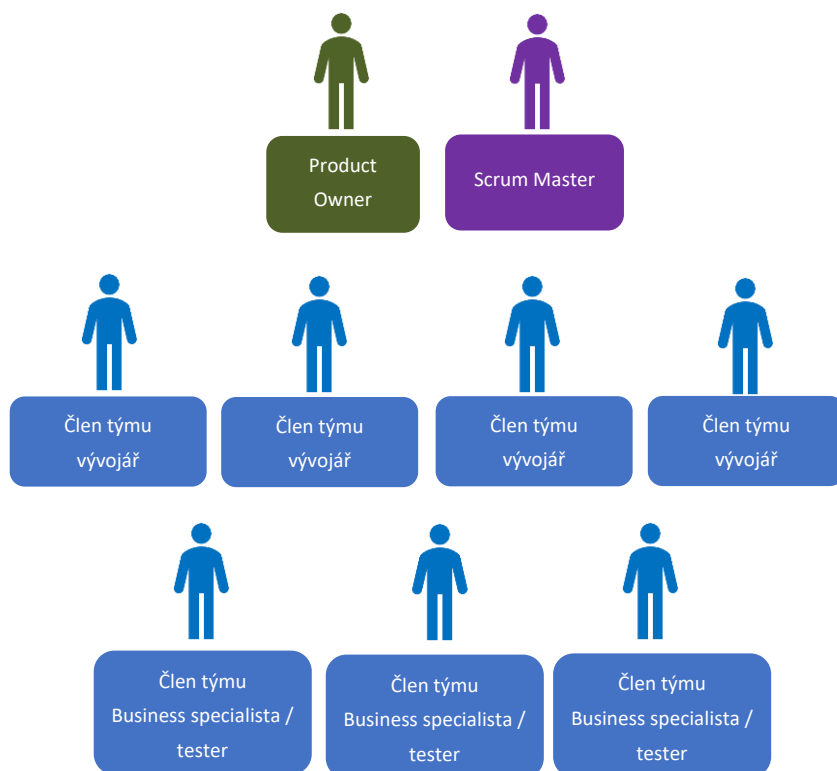 Product
Owner
Scrum Master
Člen týmu
vývojář
Člen týmu
vývojář
Člen týmu
vývojář
Člen týmu
vývojář
Člen týmu
Business specialista /
tester
Člen týmu
Business specialista /
tester
Člen týmu
Business specialista /
tester